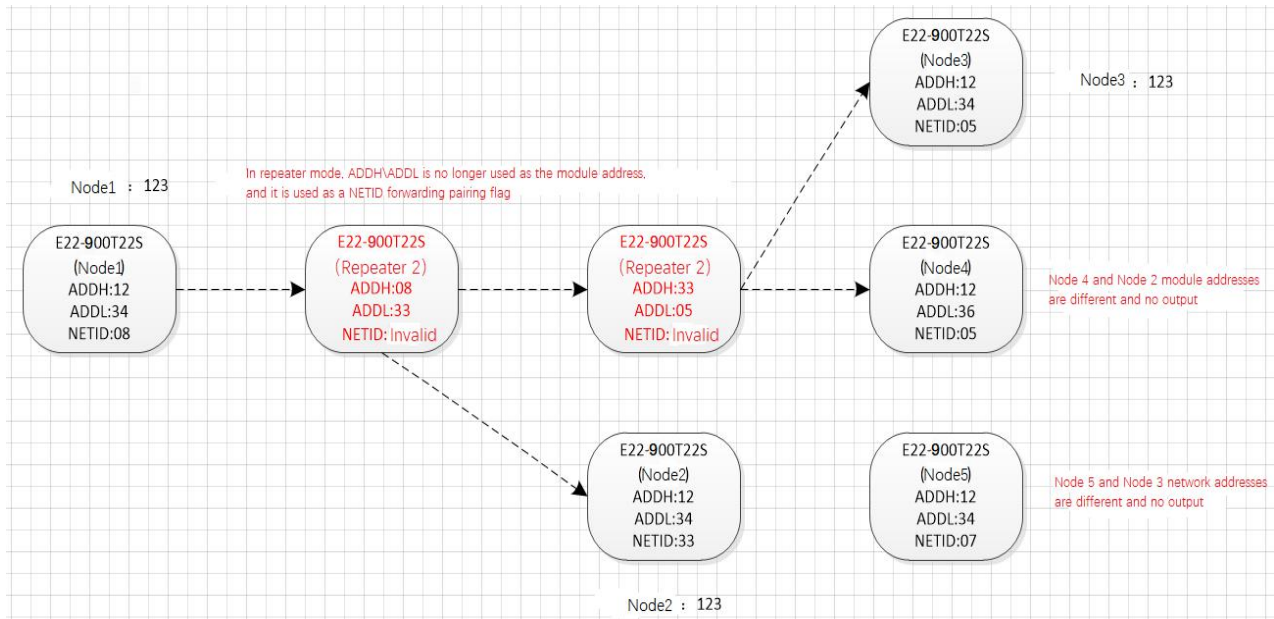 E22-900T22S
(Node3)
ADDH:12
ADDL:34
NETID:05
Node3 : 123
Node1 : 123
In repeater mode, ADDH\ADDL is no longer used as the module address,
and it is used as a NETID forwarding pairing flag
E22-900T22S
(Node1)
ADDH:12
ADDL:34
NETID:08
E22-900T22S
(Repeater 2)
ADDH:08
ADDL:33
NETID: Invalid
E22-900T22S
(Repeater 2)
ADDH:33
ADDL:05
NETID: Invalid
E22-900T22S
(Node4)
ADDH:12
ADDL:36
NETID:05
Node 4 and Node 2 module addresses
are different and no output
E22-900T22S
(Node2)
ADDH:12
ADDL:34
NETID:33
E22-900T22S
(Node5)
ADDH:12
ADDL:34
NETID:07
Node 5 and Node 3 network addresses
are different and no output
Node2 : 123